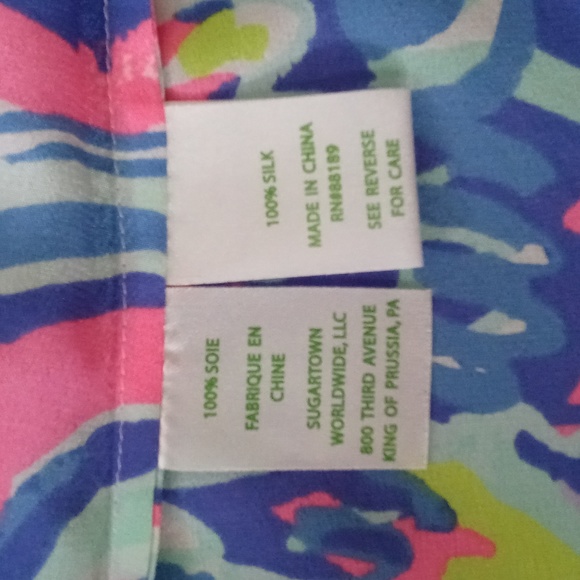 100% SILK
MADE IN CHINA
RN#88189
SEE REVERSE
FOR CARE
100% SOIE
FABRIQUE EN
CHINE
SUGARTOWN
WORLDWIDE, LLC
800 THIRD AVENUE
KING OF PRUSSIA, PA